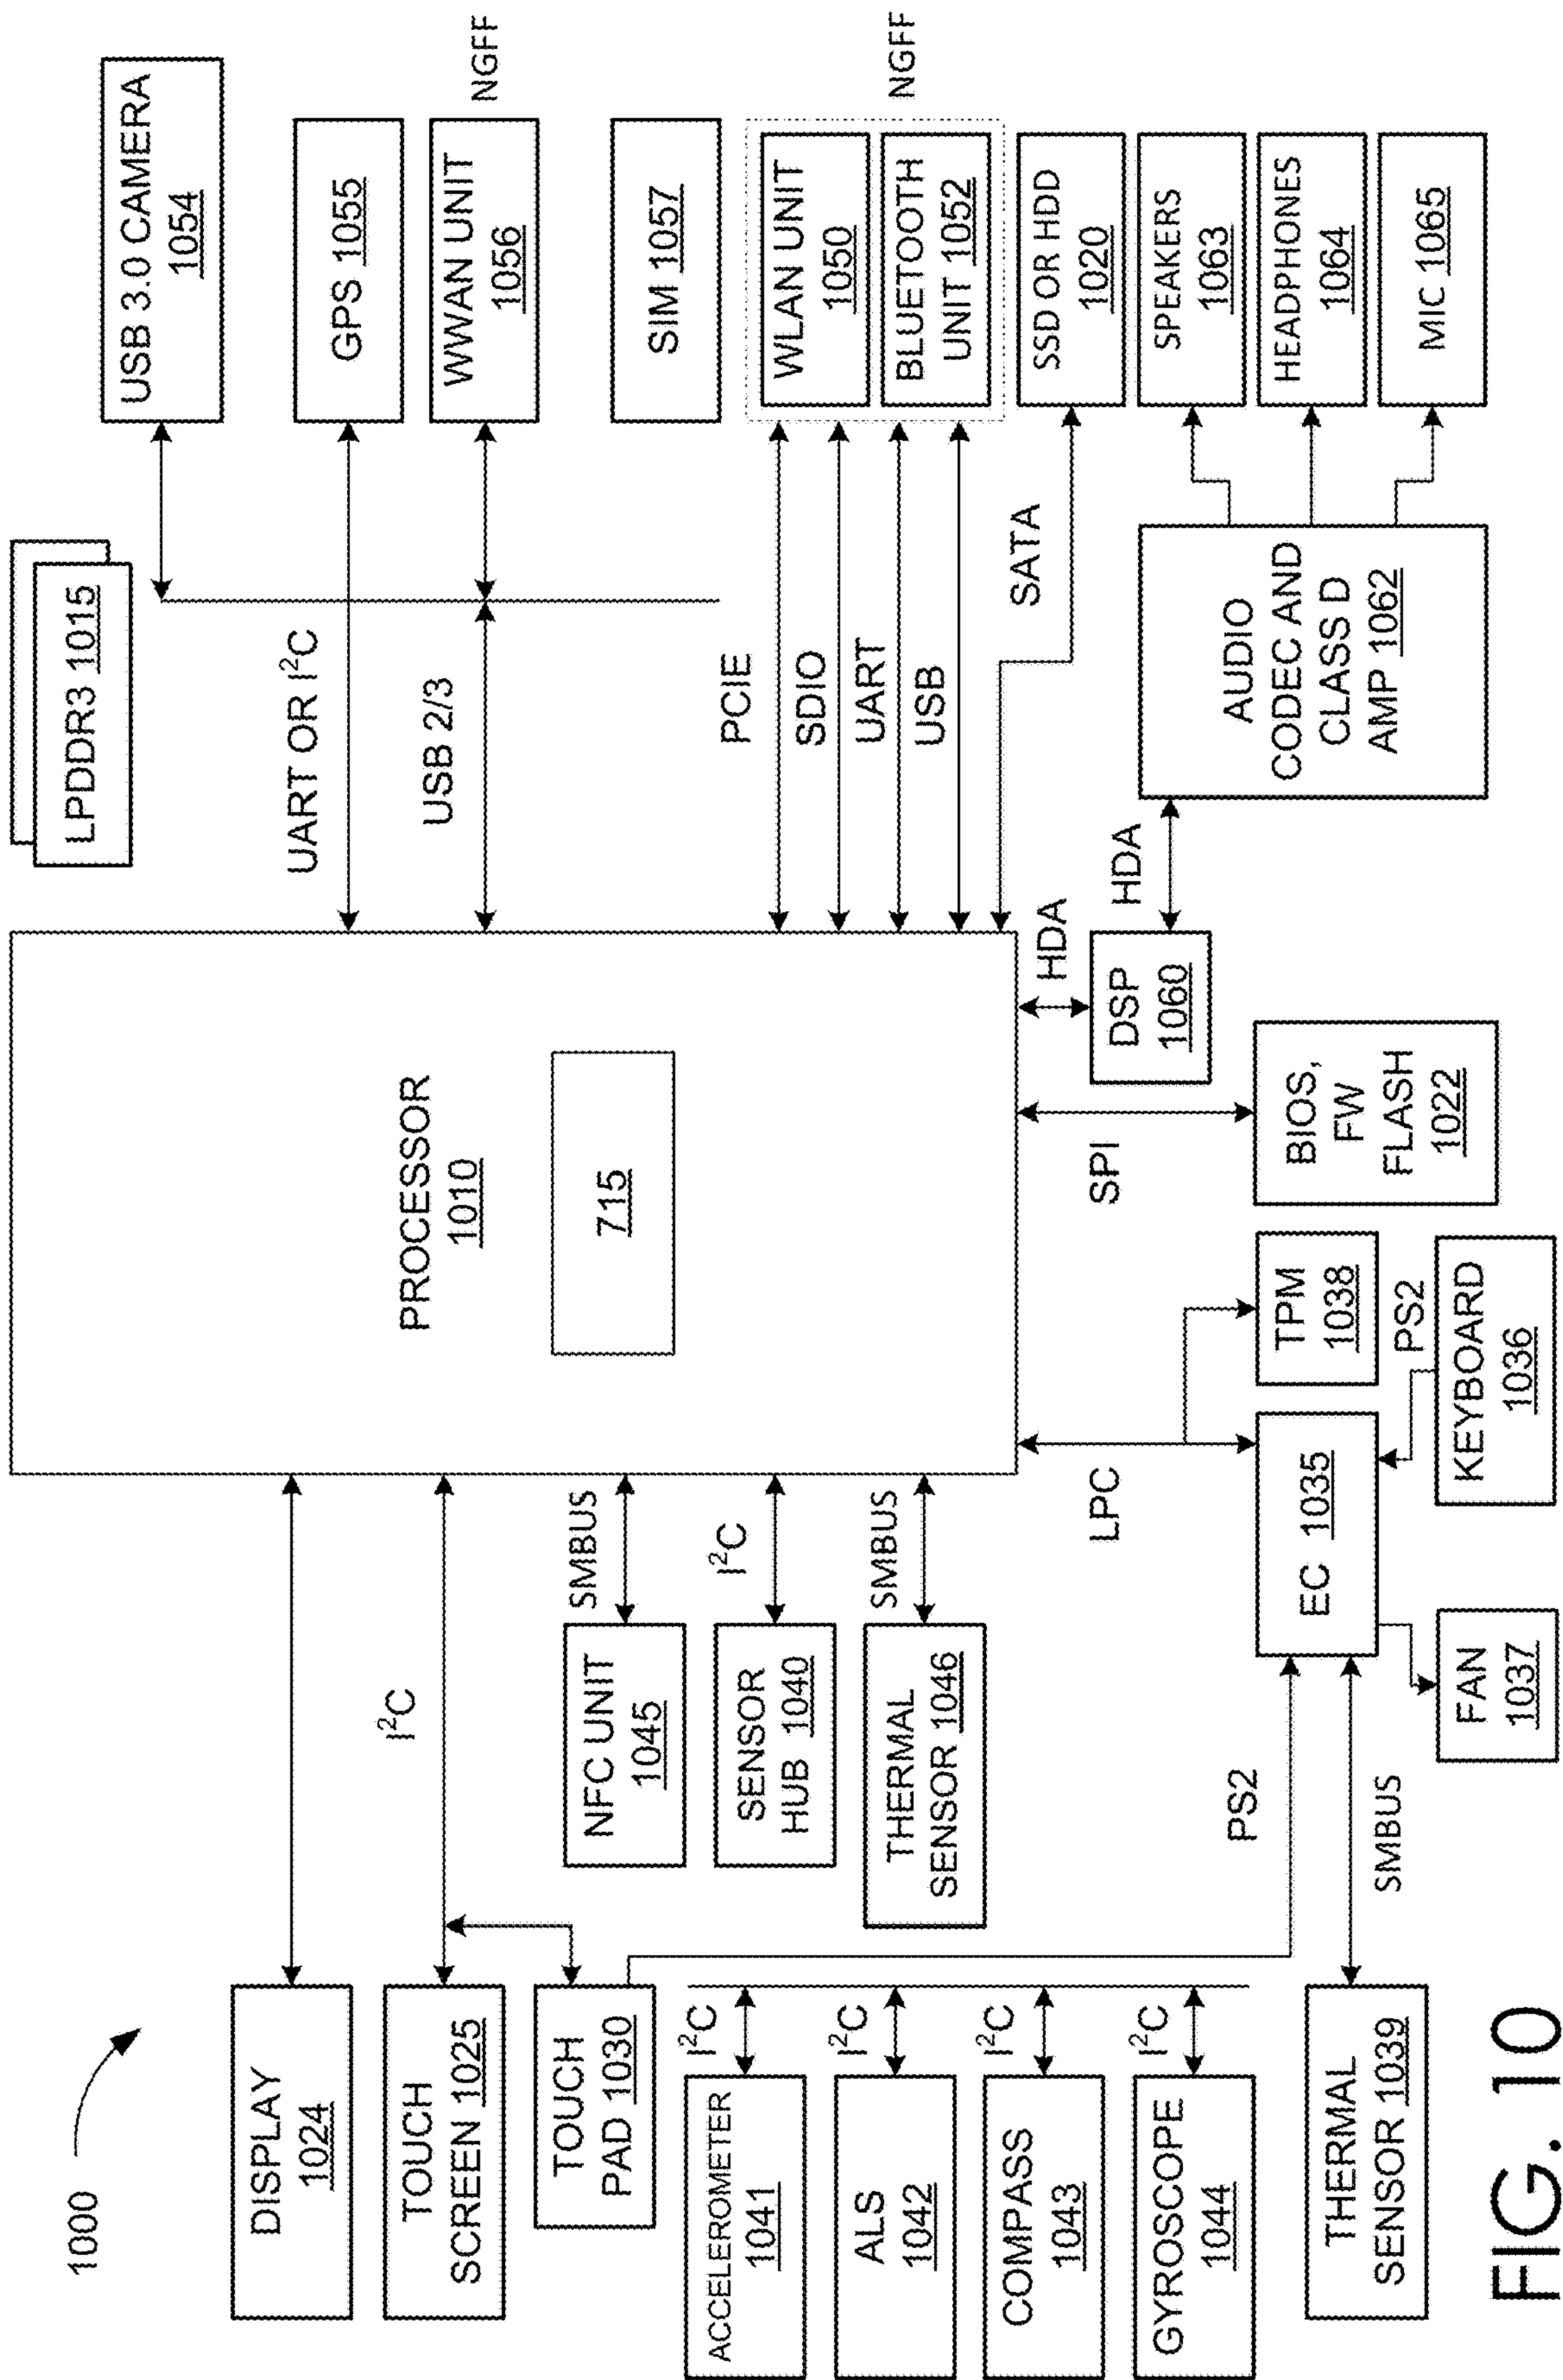 1000
DISPLAY
1024
TOUCH
SCREEN 1025
TOUCH
PAD 1030
I²C
ACCELEROMETER
1041
I²C
ALS
1042
I²C
COMPASS
1043
I²C
GYROSCOPE
1044
I²C
THERMAL
SENSOR 1039
SMBUS
PS2
NFC UNIT
1045
SMBUS
SENSOR
HUB 1040
I²C
THERMAL
SENSOR 1046
SMBUS
FAN
1037
EC 1035
LPC
KEYBOARD
1036
PS2
TPM
1038
PROCESSOR
1010
715
SPI
BIOS,
FW
FLASH
1022
HDA
DSP
1060
HDA
AUDIO
CODEC AND
CLASS D
AMP 1062
LPDDR3 1015
UART OR I²C
USB 2/3
PCIE
SDIO
UART
USB
SATA
USB 3.0 CAMERA
1054
GPS 1055
WWAN UNIT
1056
NGFF
SIM 1057
WLAN UNIT
1050
BLUETOOTH
UNIT 1052
NGFF
SSD OR HDD
1020
SPEAKERS
1063
HEADPHONES
1064
MIC 1065
FIG. 10